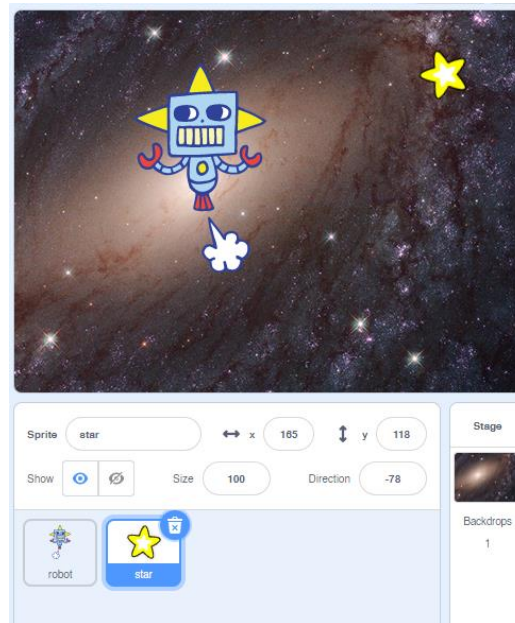 Sprite star x 165 y 118
Show Size 100 Direction -78
robot
star
Stage
Backdrops
1